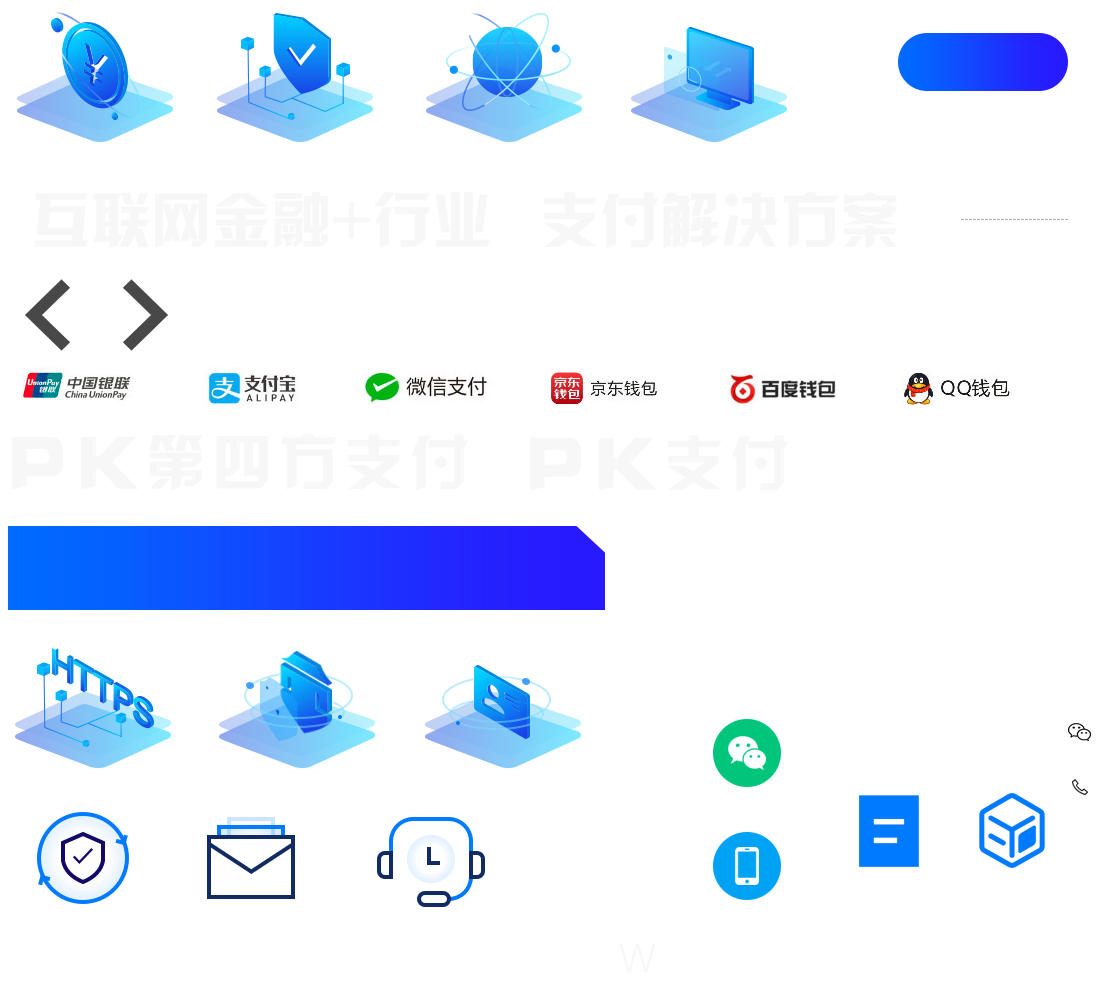 互联网金融+行业 支付解决方案
UnionPay 银联 中国银联 China UnionPay
支 支付宝 ALIPAY
微信支付
京东钱包 京东钱包
百度钱包
QQ钱包
PK第四方支付 PK支付
HTTPS
W